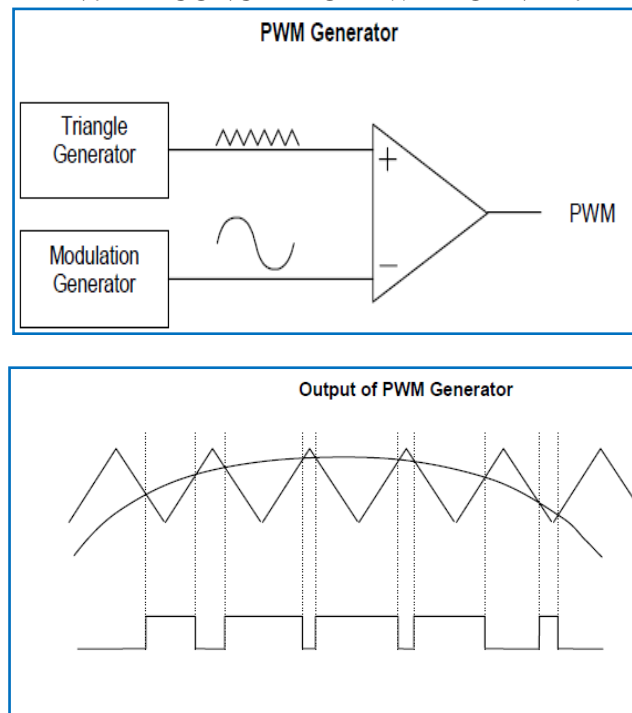 PWM Generator
Triangle
Generator
+
PWM
Modulation
Generator
−
Output of PWM Generator